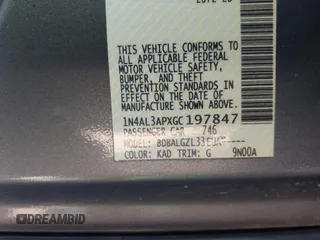 THIS VEHICLE CONFORMS TO
ALL APPLICABLE FEDERAL
MOTOR VEHICLE SAFETY,
BUMPER, AND THEFT
PREVENTION STANDARDS IN
EFFECT ON THE DATE OF
MANUFACTURE SHOWN ABOVE.
1N4AL3APXGC197847
PASSENGER CAR 746
MODEL:
COLOR: KAD TRIM: G 9N00A
© DREAMBID